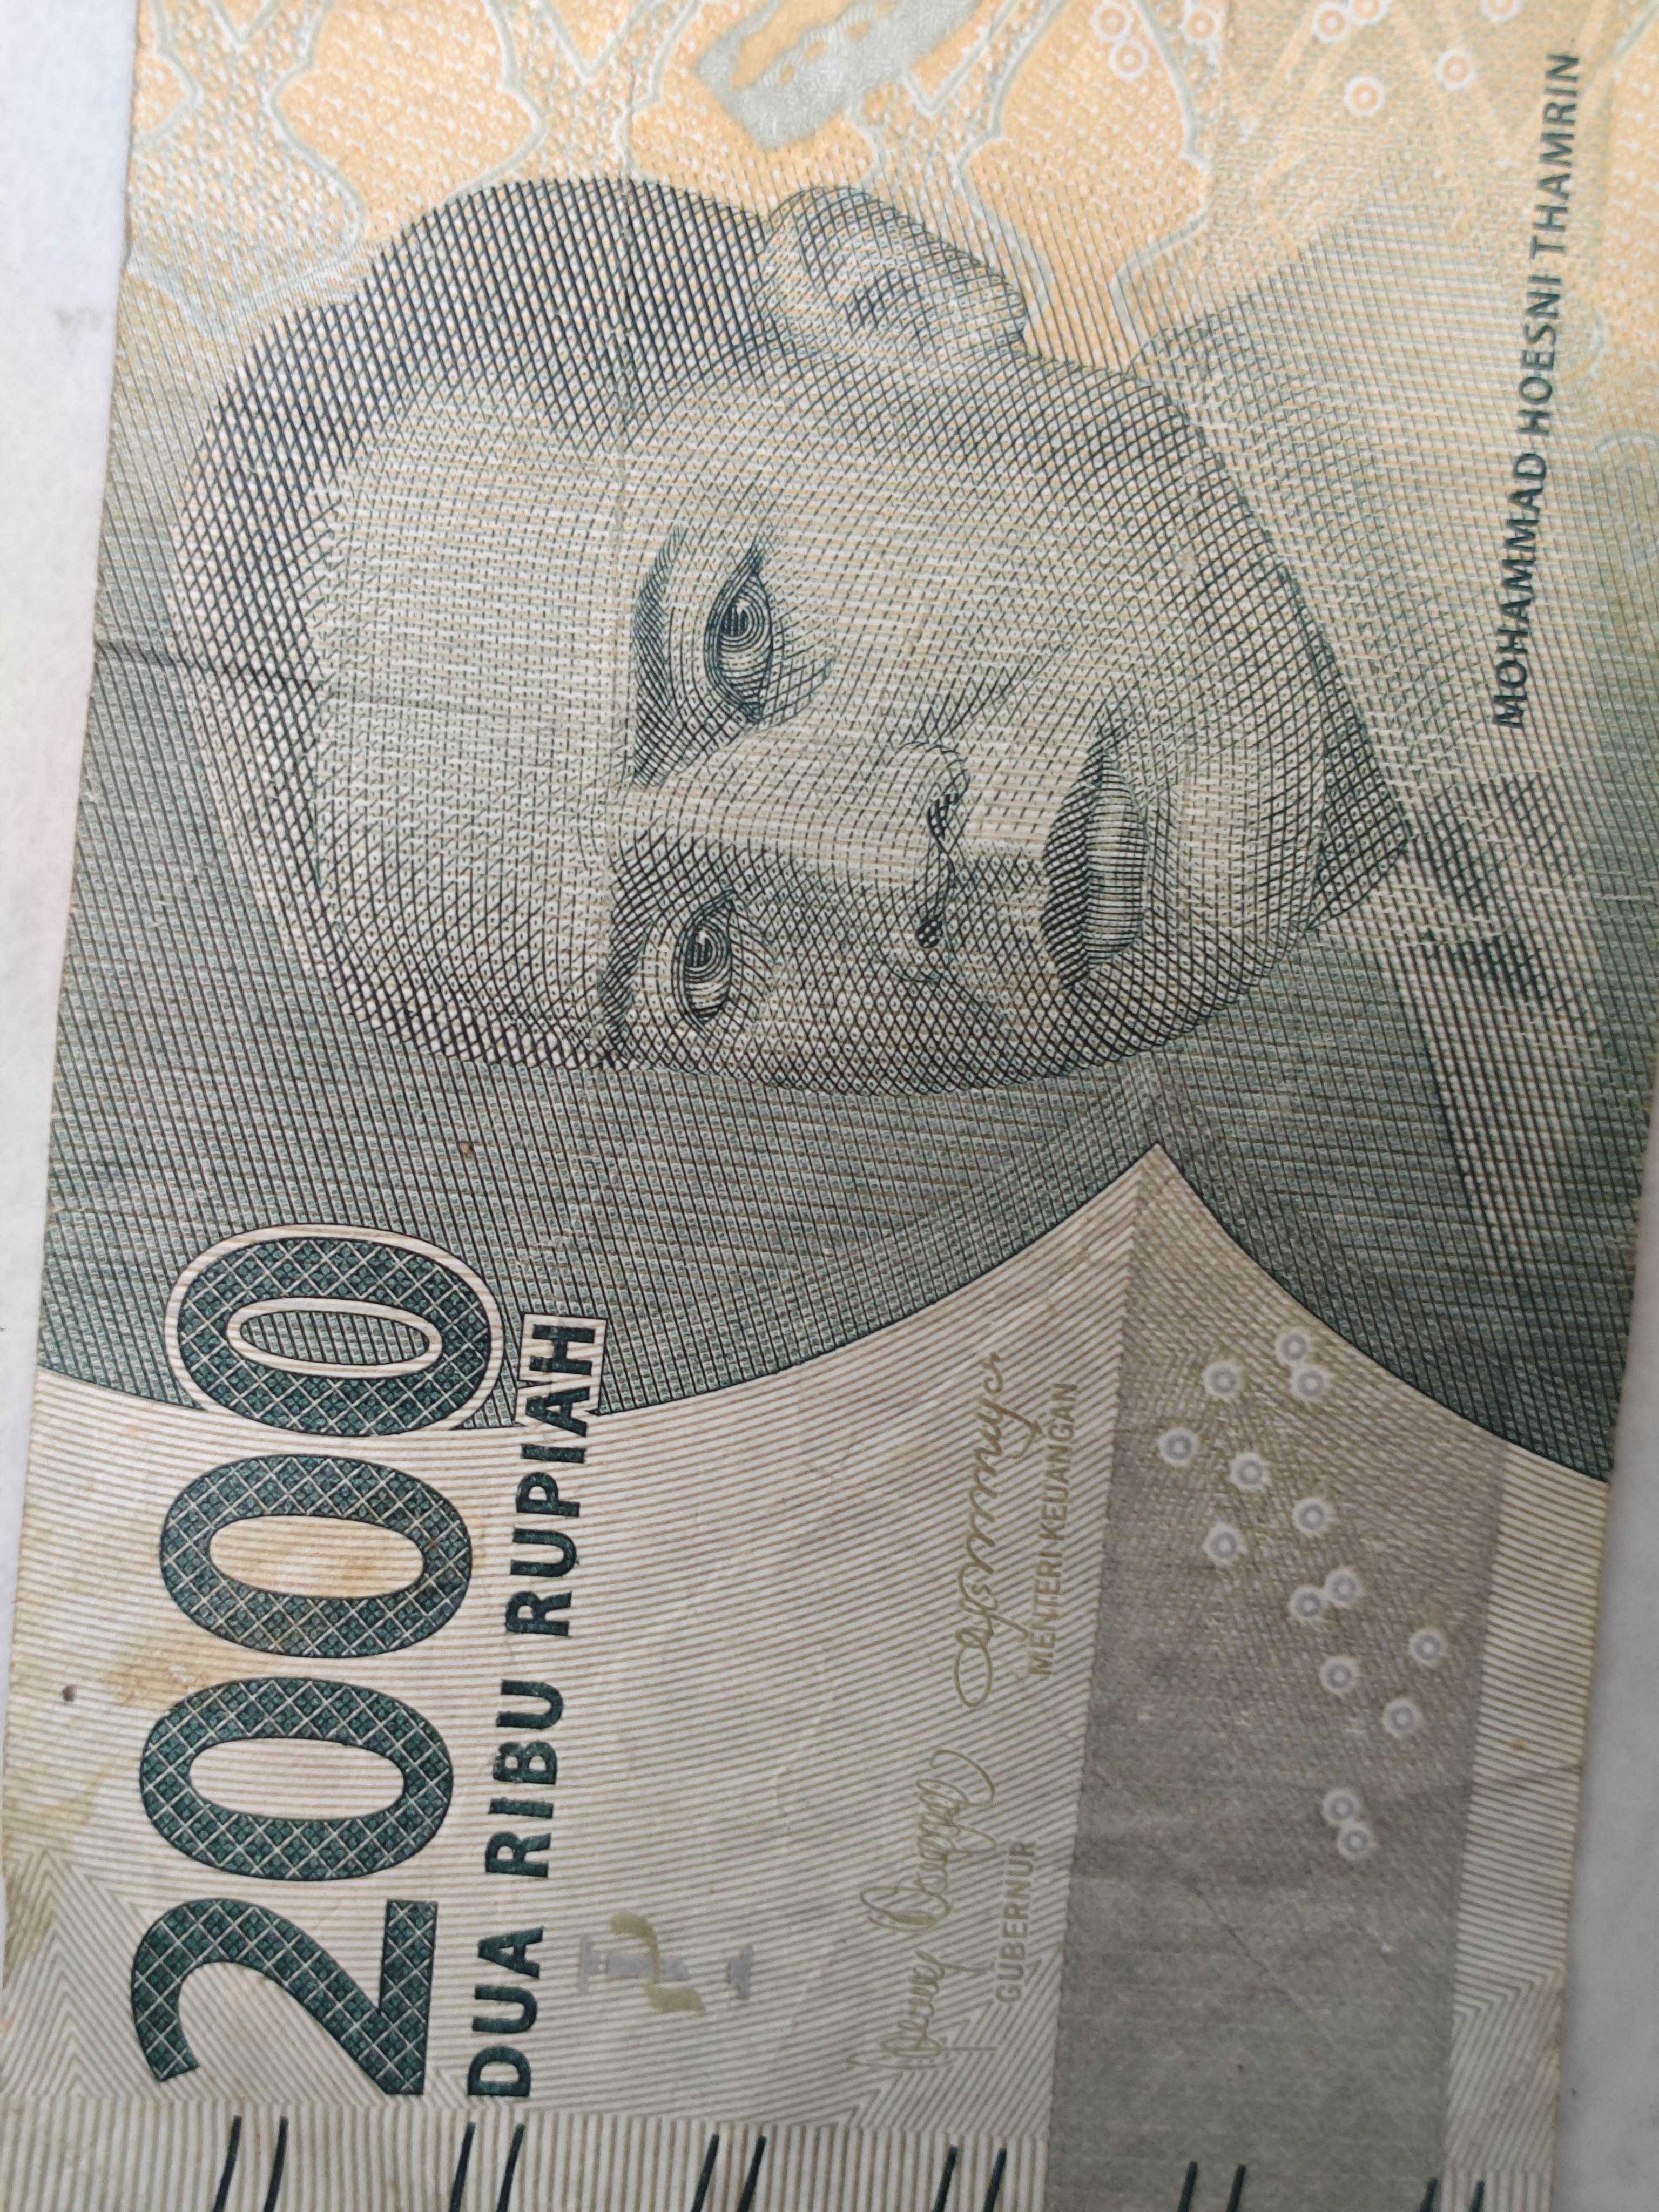 2000
DUA RIBU RUPIAH
GUBERNUR
MENTERI KEUANGAN
MOHAMMAD HOESNI THAMRIN